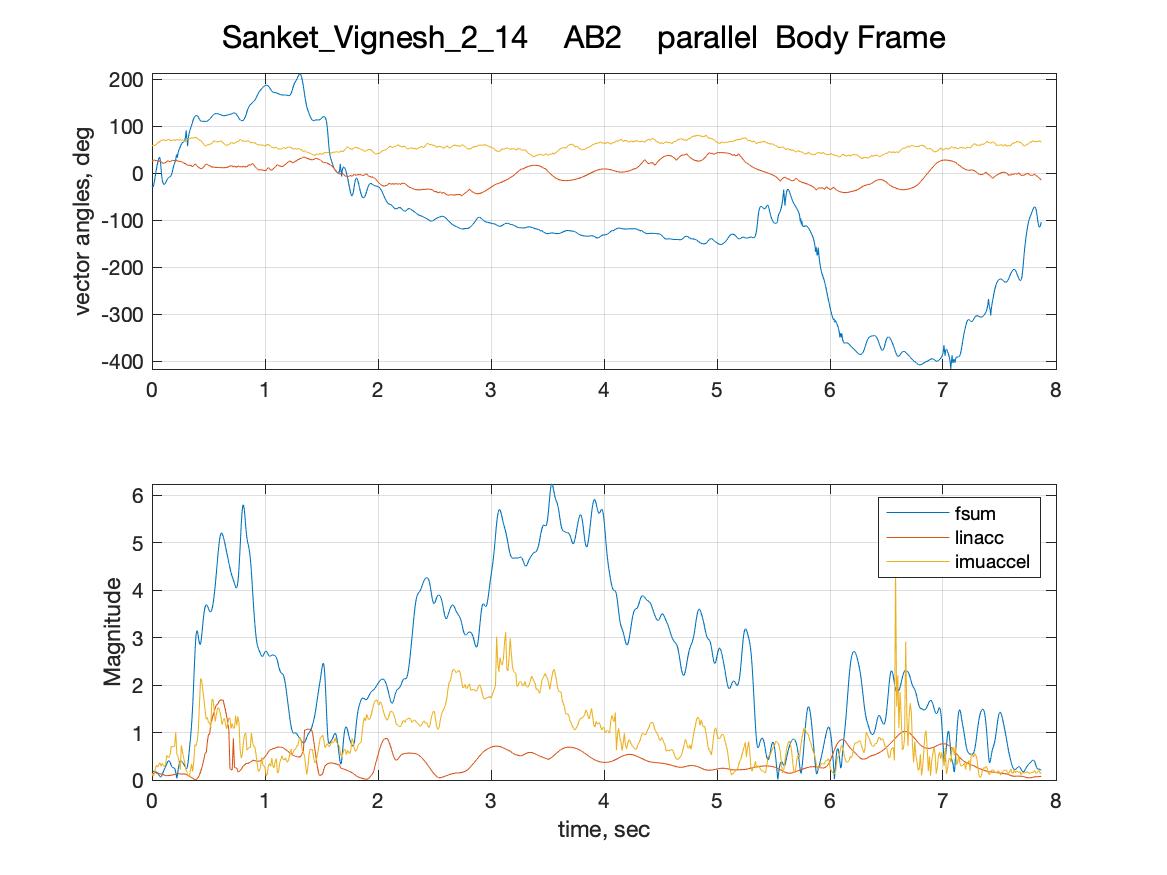 Sanket_Vignesh_2_14 AB2 parallel Body Frame
vector angles, deg
200
100
0
-100
-200
-300
-400
0 1 2 3 4 5 6 7 8
Magnitude
6
5
4
3
2
1
0
fsum
linacc
imuaccel
0 1 2 3 4 5 6 7 8
time, sec